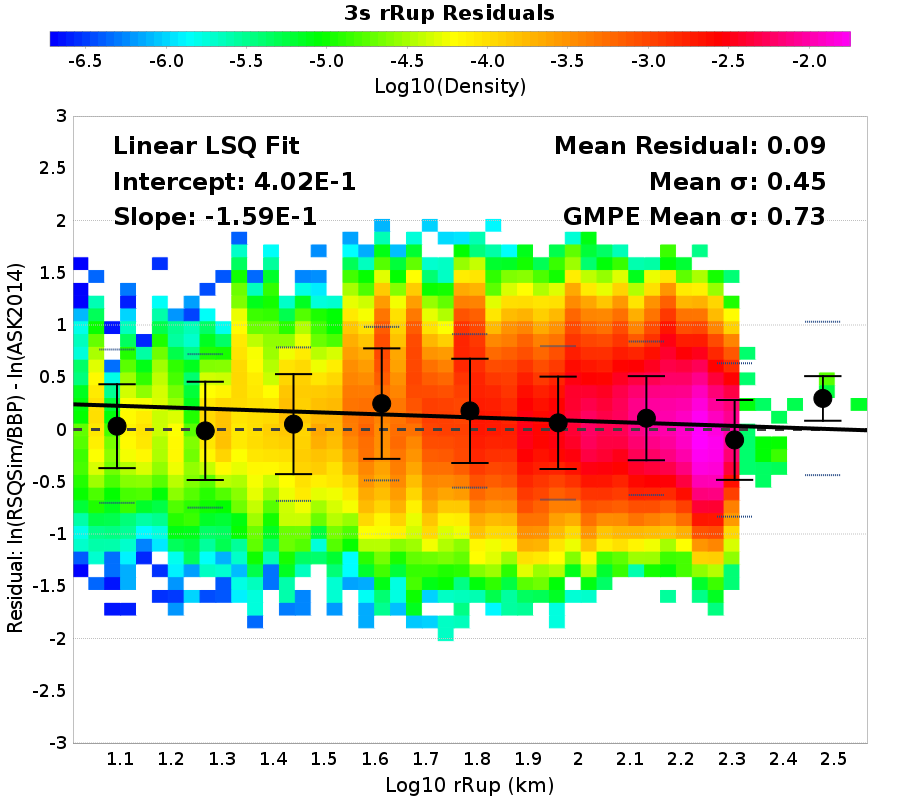 3s rRup Residuals
-6.5 -6.0 -5.5 -5.0 -4.5 -4.0 -3.5 -3.0 -2.5 -2.0
Log10(Density)
Linear LSQ Fit
Intercept: 4.02E-1
Slope: -1.59E-1
Mean Residual: 0.09
Mean σ: 0.45
GMPE Mean σ: 0.73
Residual: ln(RSQSim/BBP) - ln(ASK2014)
3
2.5
2
1.5
1
0.5
0
-0.5
-1
-1.5
-2
-2.5
-3
1.1 1.2 1.3 1.4 1.5 1.6 1.7 1.8 1.9 2 2.1 2.2 2.3 2.4 2.5
Log10 rRup (km)